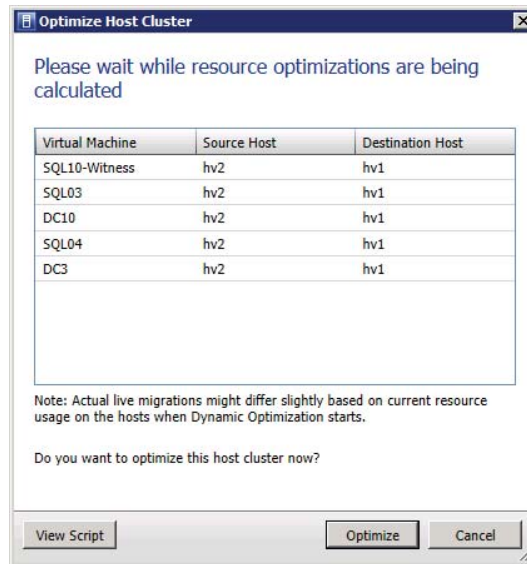 Optimize Host Cluster
Please wait while resource optimizations are being
calculated
Virtual Machine Source Host Destination Host
SQL10-Witness hv2 hv1
SQL03 hv2 hv1
DC10 hv2 hv1
SQL04 hv2 hv1
DC3 hv2 hv1
Note: Actual live migrations might differ slightly based on current resource
usage on the hosts when Dynamic Optimization starts.
Do you want to optimize this host cluster now?
View Script Optimize Cancel